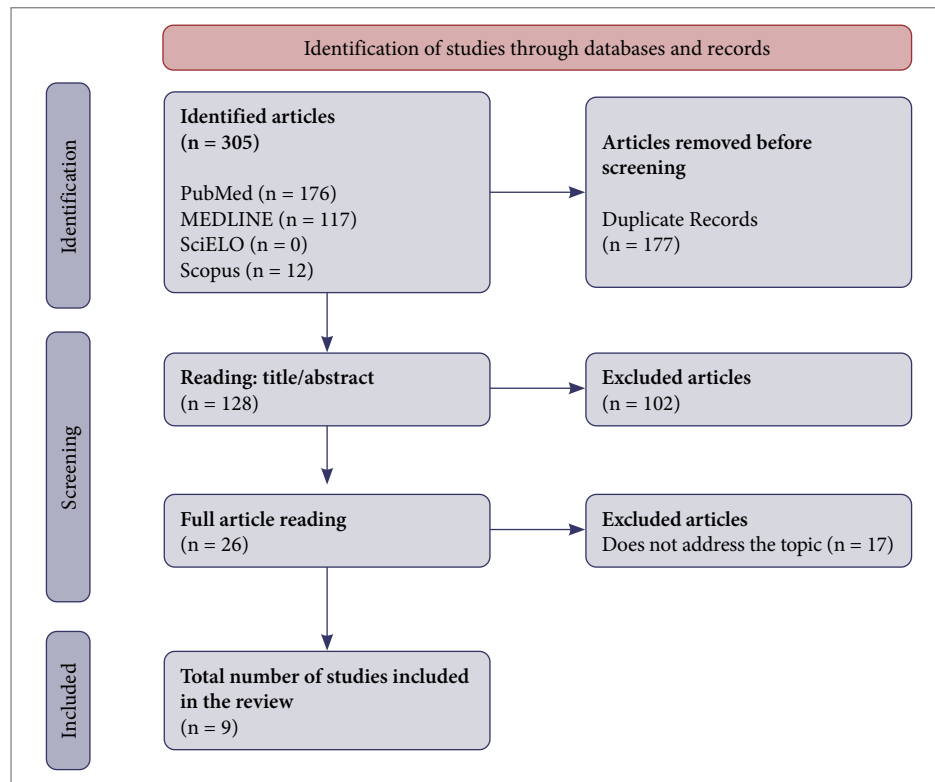 Identification of studies through databases and records
Identification
Identified articles
(n = 305)
PubMed (n = 176)
MEDLINE (n = 117)
SciELO (n = 0)
Scopus (n = 12)
Articles removed before
screening
Duplicate Records
(n = 177)
Screening
Reading: title/abstract
(n = 128)
Excluded articles
(n = 102)
Full article reading
(n = 26)
Excluded articles
Does not address the topic (n = 17)
Included
Total number of studies included
in the review
(n = 9)